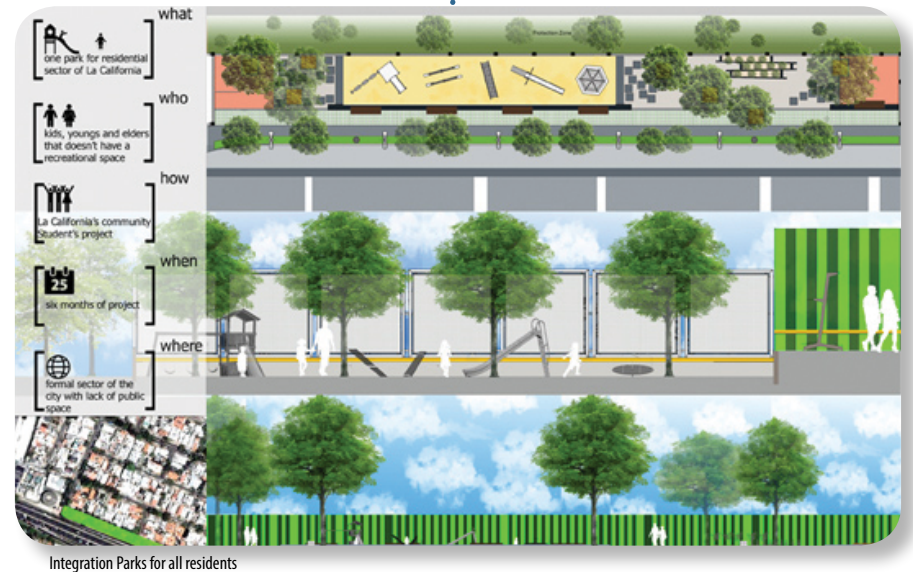 what
one park for residential
sector of La California
who
kids, youngs and elders
that doesn't have a
recreational space
how
La California's community
Student's project
when
25
six months of project
where
formal sector of the
city with lack of public
space
Protection Zone
Integration Parks for all residents